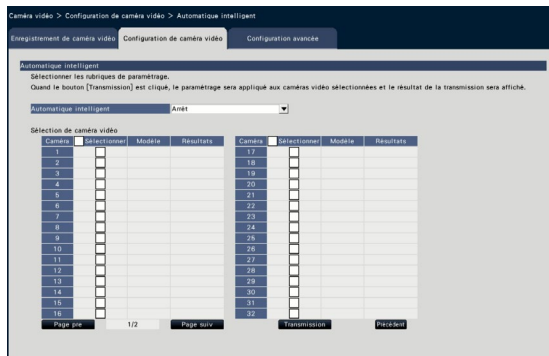 Caméra vidéo > Configuration de caméra vidéo > Automatique intelligent
Enregistrement de caméra vidéo Configuration de caméra vidéo Configuration avancée
Automatique intelligent
Sélectionner les rubriques de paramétrage.
Quand le bouton [Transmission] est cliqué, le paramétrage sera appliqué aux caméras vidéo sélectionnées et le résultat de la transmission sera affiché.
Automatique intelligent Arrêt
Sélection de caméra vidéo
Caméra Sélectionner Modèle Résultats Caméra Sélectionner Modèle Résultats
1 17
2 18
3 19
4 20
5 21
6 22
7 23
8 24
9 25
10 26
11 27
12 28
13 29
14 30
15 31
16 32
Page pre 1/2 Page suiv Transmission Précédent